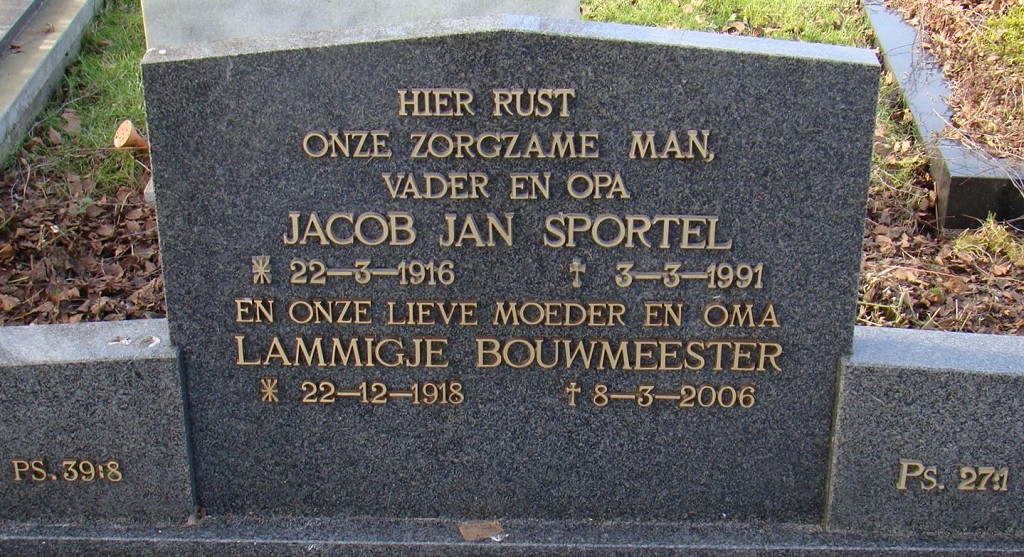 HIER RUST
ONZE ZORGZAME MAN,
VADER EN OPA
JACOB JAN SPORTEL
* 22-3-1916 † 3-3-1991
EN ONZE LIEVE MOEDER EN OMA
LAMMIGJE BOUWMEESTER
* 22-12-1918 † 8-3-2006
PS. 39:8
PS. 27:1